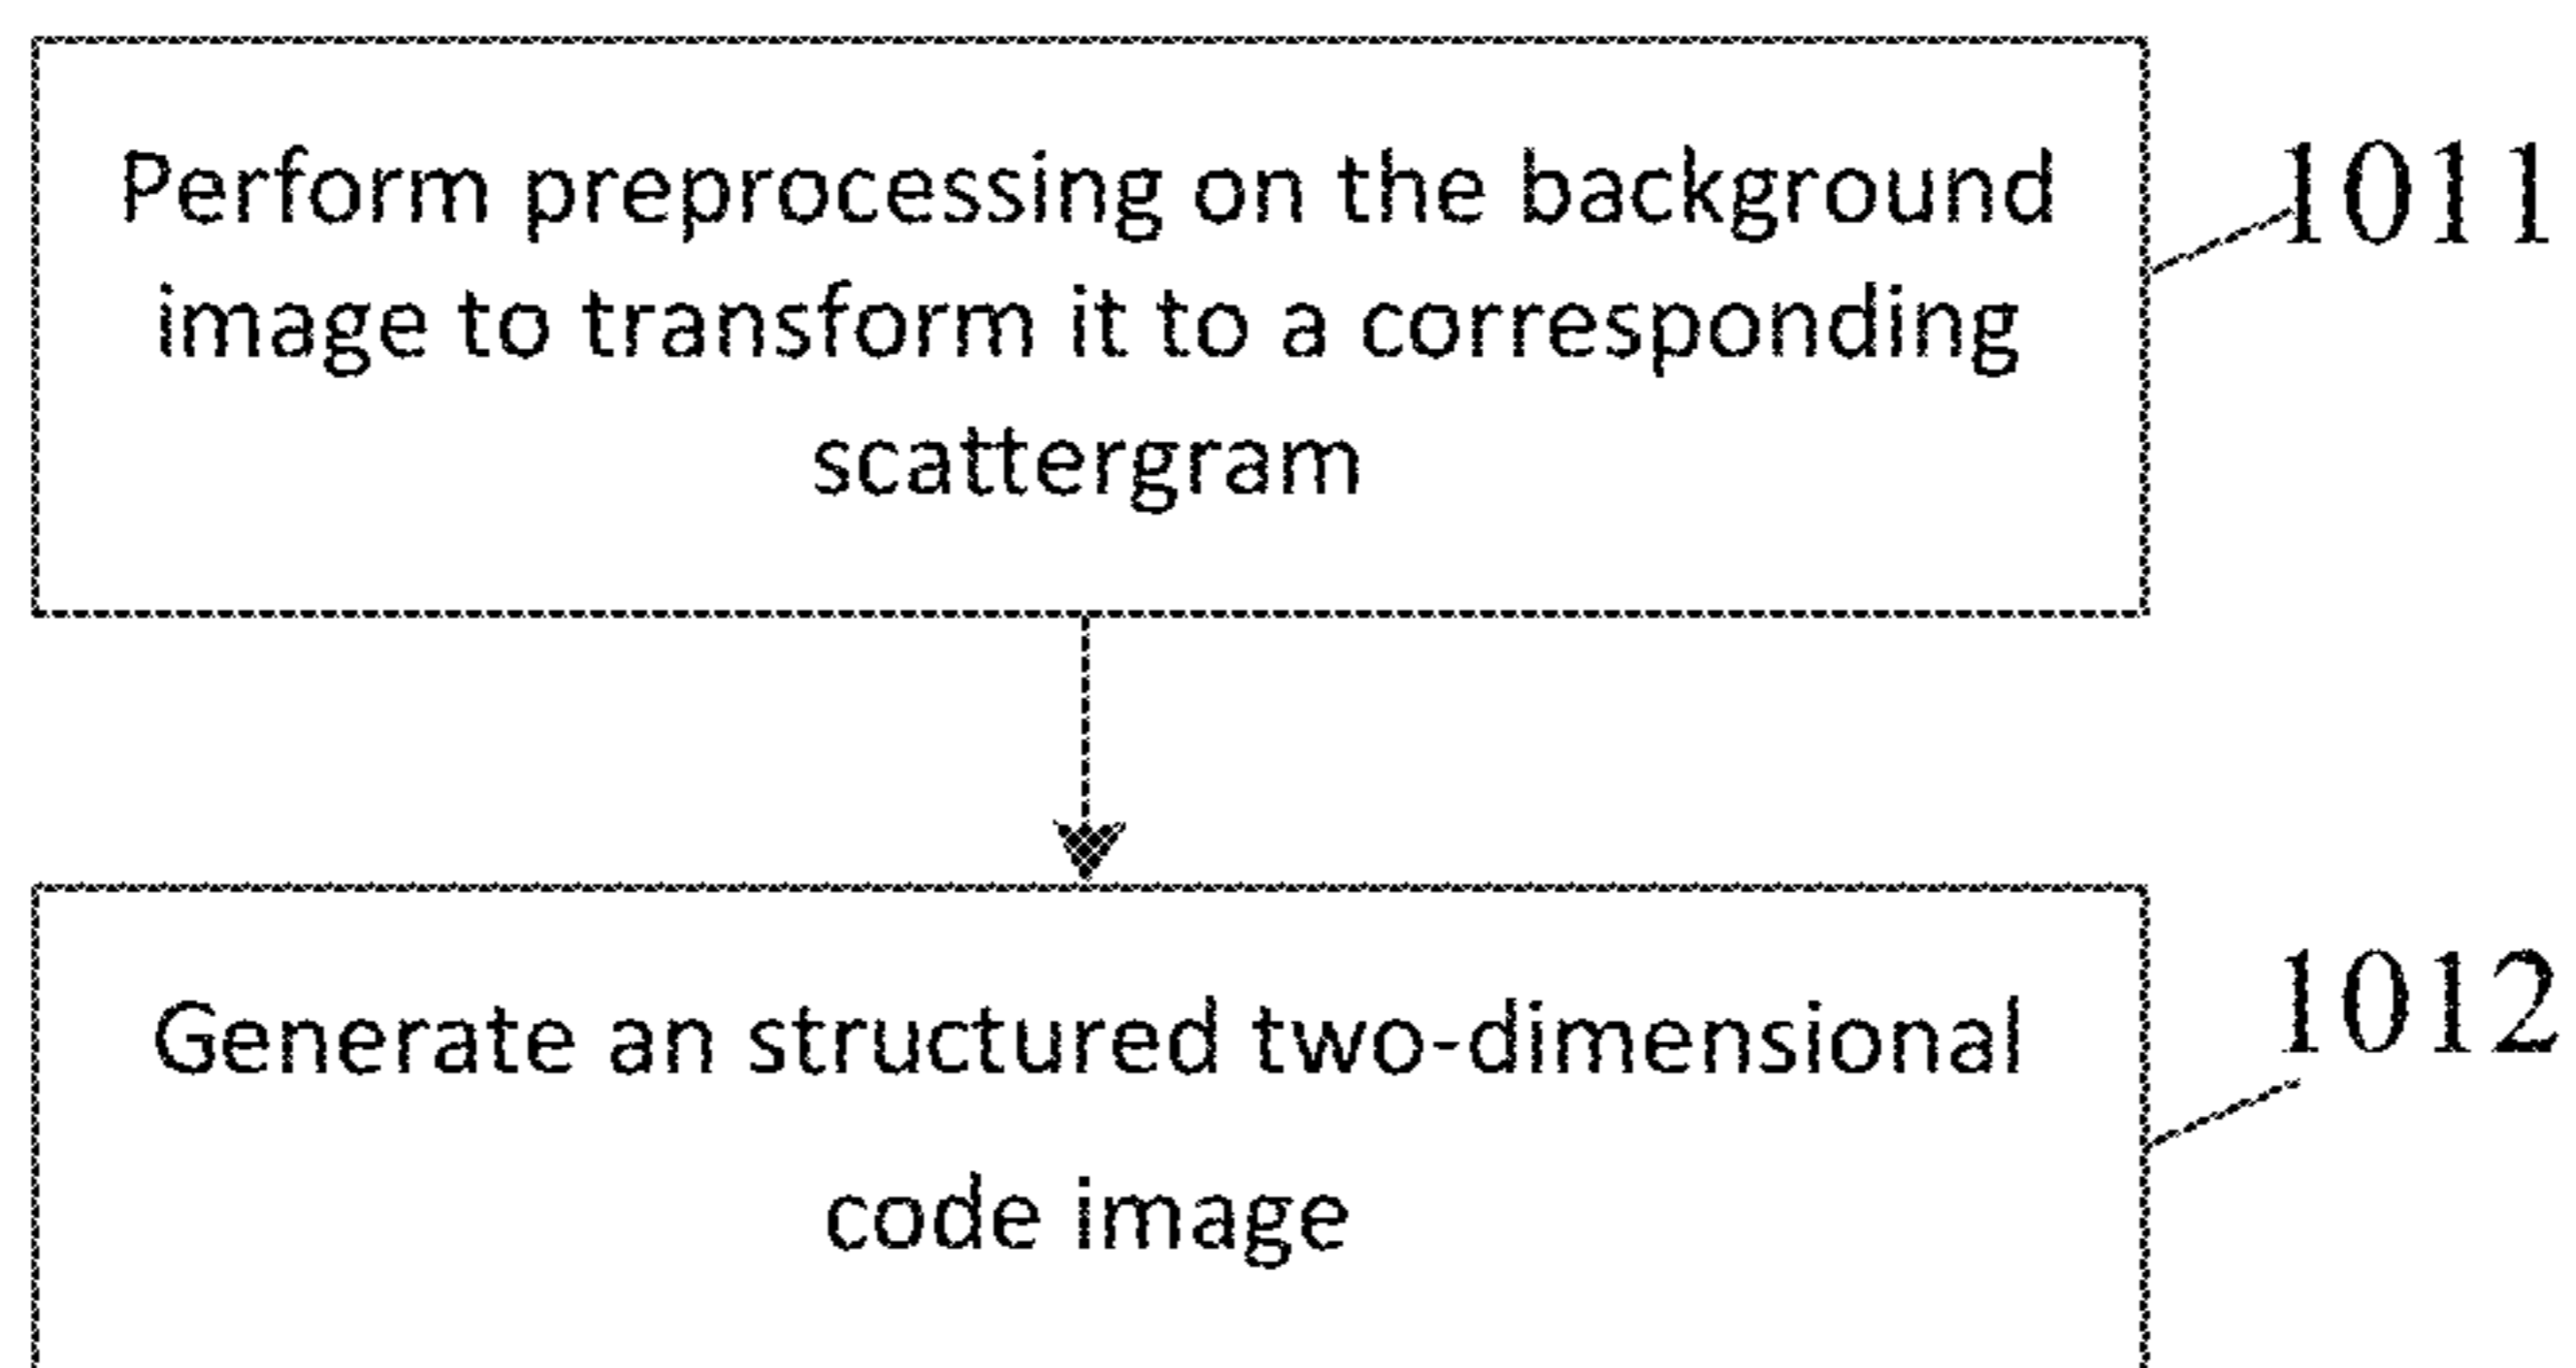 Perform preprocessing on the background
image to transform it to a corresponding
scattergram
1011
Generate an structured two-dimensional
code image
1012